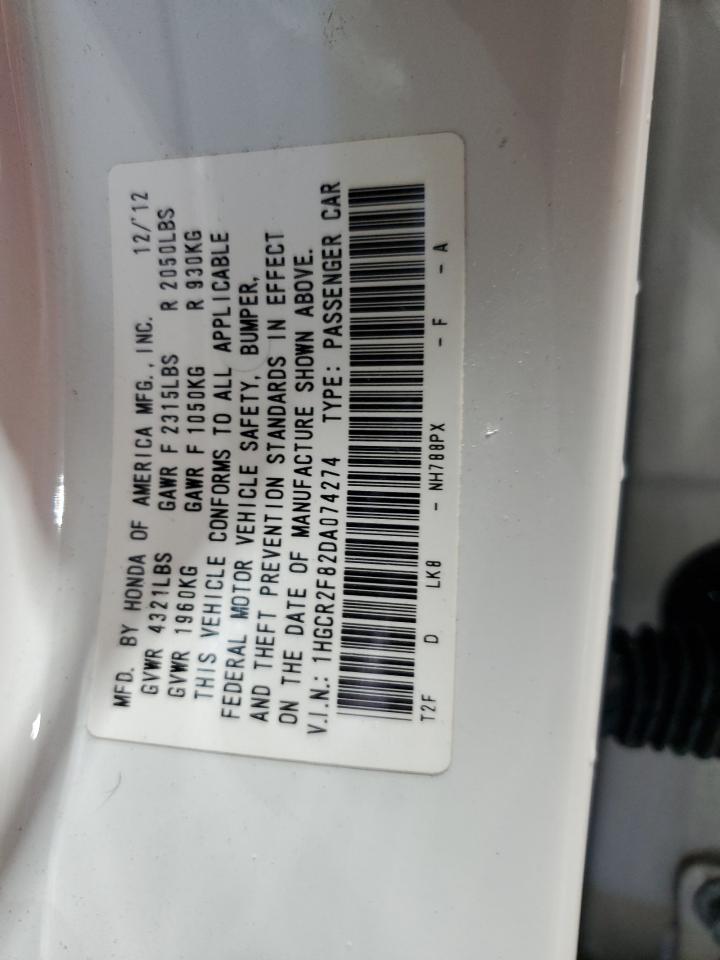 MFD. BY HONDA OF AMERICA MFG., INC. 12/'12
GVWR 4321LBS GAWR F 2315LBS R 2050LBS
GVWR 1960KG GAWR F 1050KG R 930KG
THIS VEHICLE CONFORMS TO ALL APPLICABLE
FEDERAL MOTOR VEHICLE SAFETY, BUMPER,
AND THEFT PREVENTION STANDARDS IN EFFECT
ON THE DATE OF MANUFACTURE SHOWN ABOVE.
V.I.N.: 1HGCR2F82DA074274 TYPE: PASSENGER CAR
T2F D LK8 - NH788PX - F - A